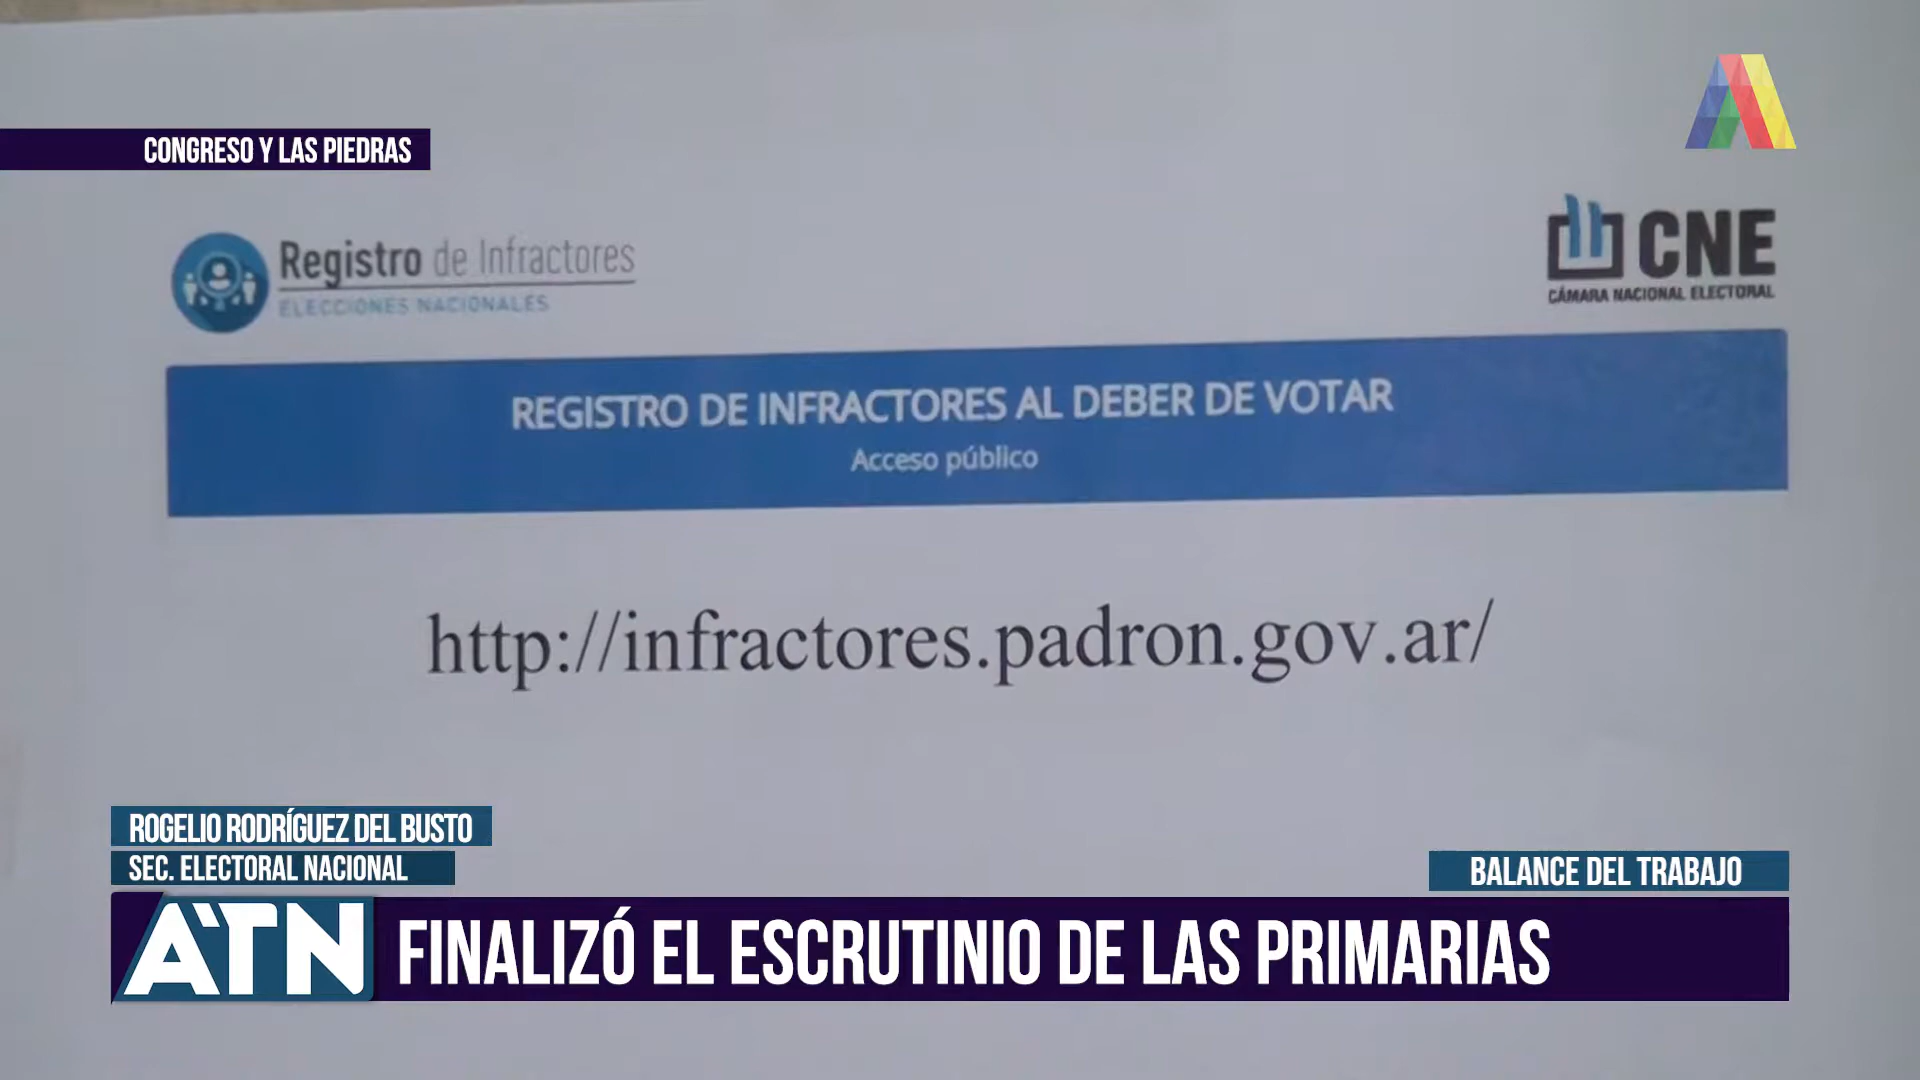 CONGRESO Y LAS PIEDRAS
Registro de Infractores
ELECCIONES NACIONALES
CNE
CÁMARA NACIONAL ELECTORAL
REGISTRO DE INFRACTORES AL DEBER DE VOTAR
Acceso público
http://infractores.padron.gov.ar/
ROGELIO RODRÍGUEZ DEL BUSTO
SEC. ELECTORAL NACIONAL
BALANCE DEL TRABAJO
ATN
FINALIZÓ EL ESCRUTINIO DE LAS PRIMARIAS